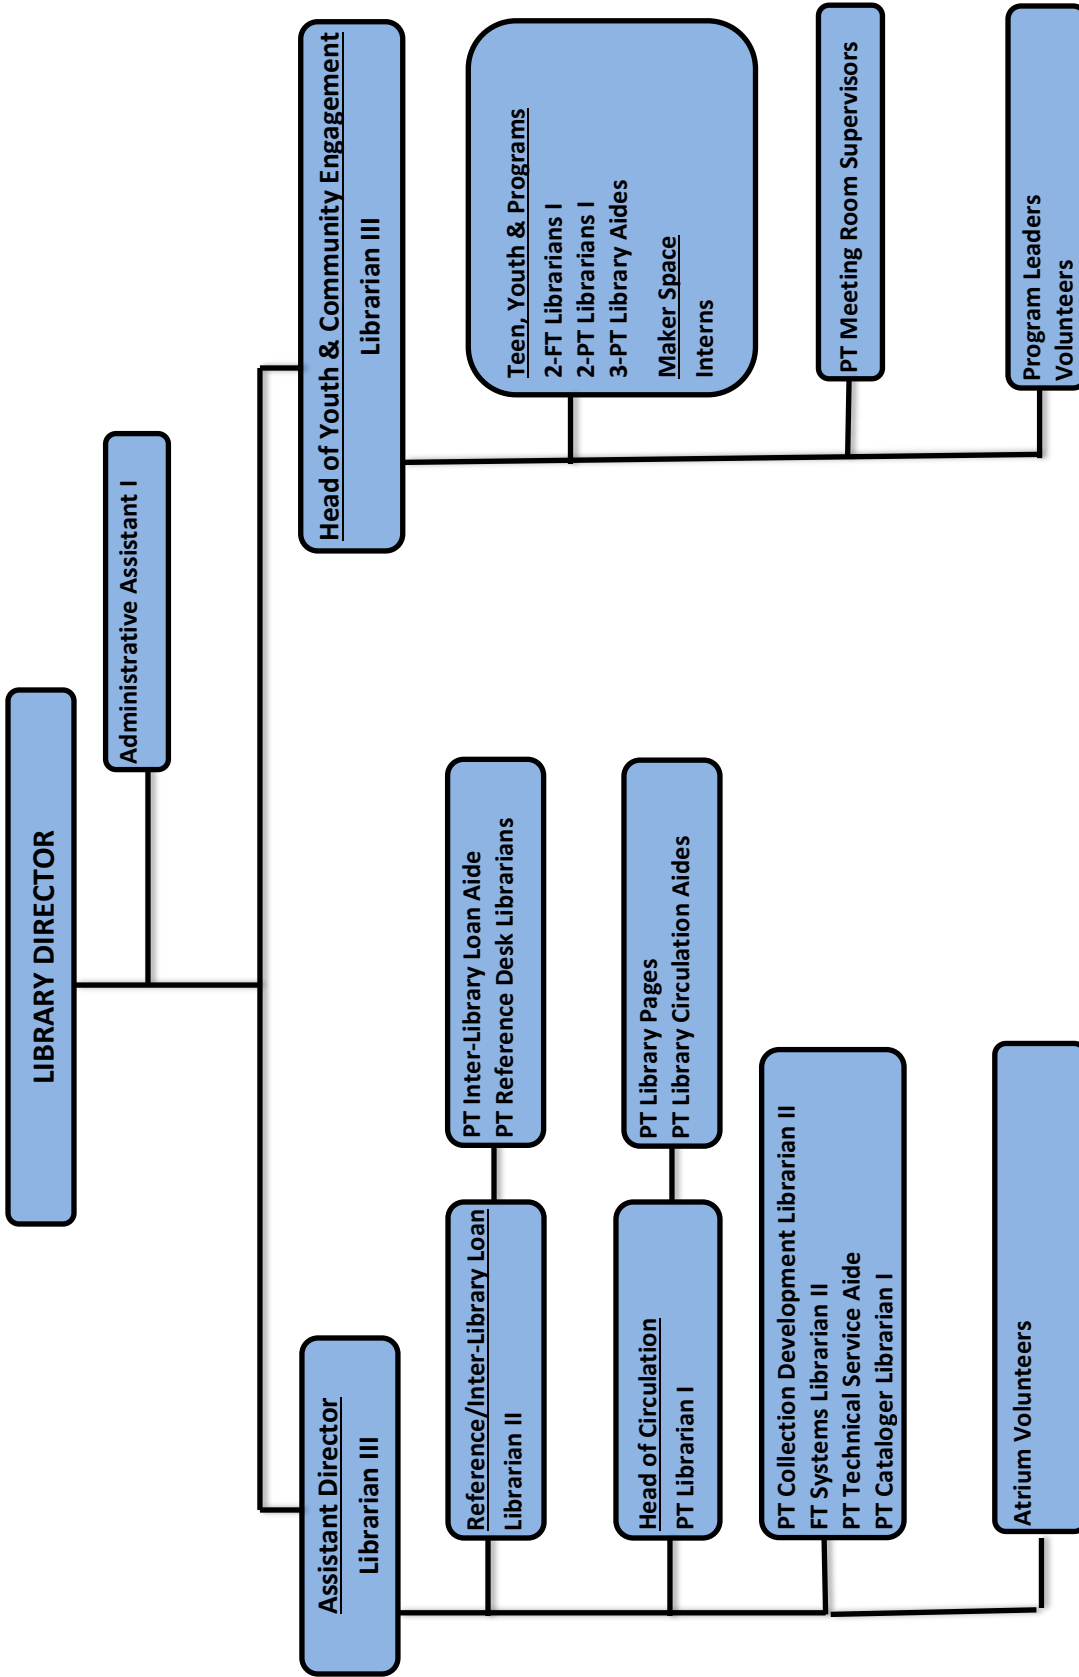 LIBRARY DIRECTOR
Administrative Assistant I
Assistant Director
Librarian III
Head of Youth & Community Engagement
Librarian III
Reference/Inter-Library Loan
Librarian II
PT Inter-Library Loan Aide
PT Reference Desk Librarians
Head of Circulation
PT Librarian I
PT Library Pages
PT Library Circulation Aides
PT Collection Development Librarian II
FT Systems Librarian II
PT Technical Service Aide
PT Cataloger Librarian I
Atrium Volunteers
Teen, Youth & Programs
2-FT Librarians I
2-PT Librarians I
3-PT Library Aides
Maker Space
Interns
PT Meeting Room Supervisors
Program Leaders
Volunteers